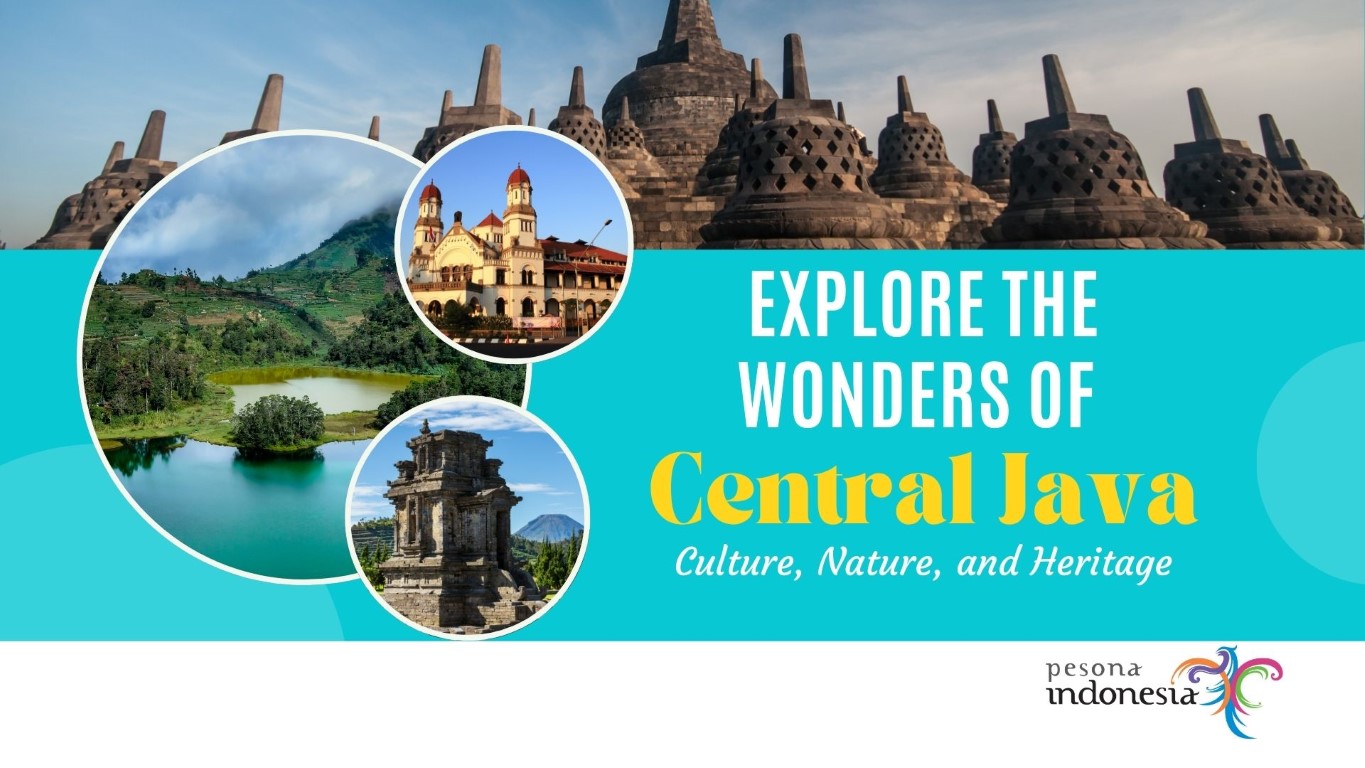 EXPLORE THE
WONDERS OF
Central Java
Culture, Nature, and Heritage
pesona
indonesia